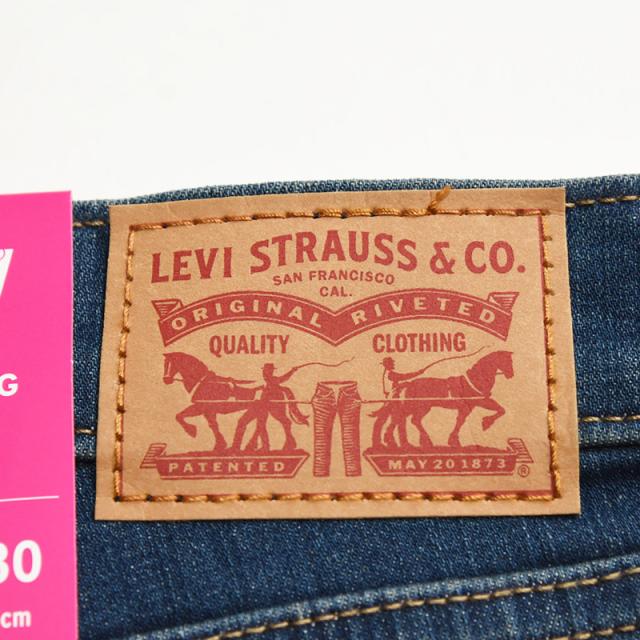 LEVI STRAUSS & CO.
SAN FRANCISCO
CAL.
ORIGINAL RIVETED
QUALITY CLOTHING
PATENTED MAY 20 1873 ®
G
30
cm